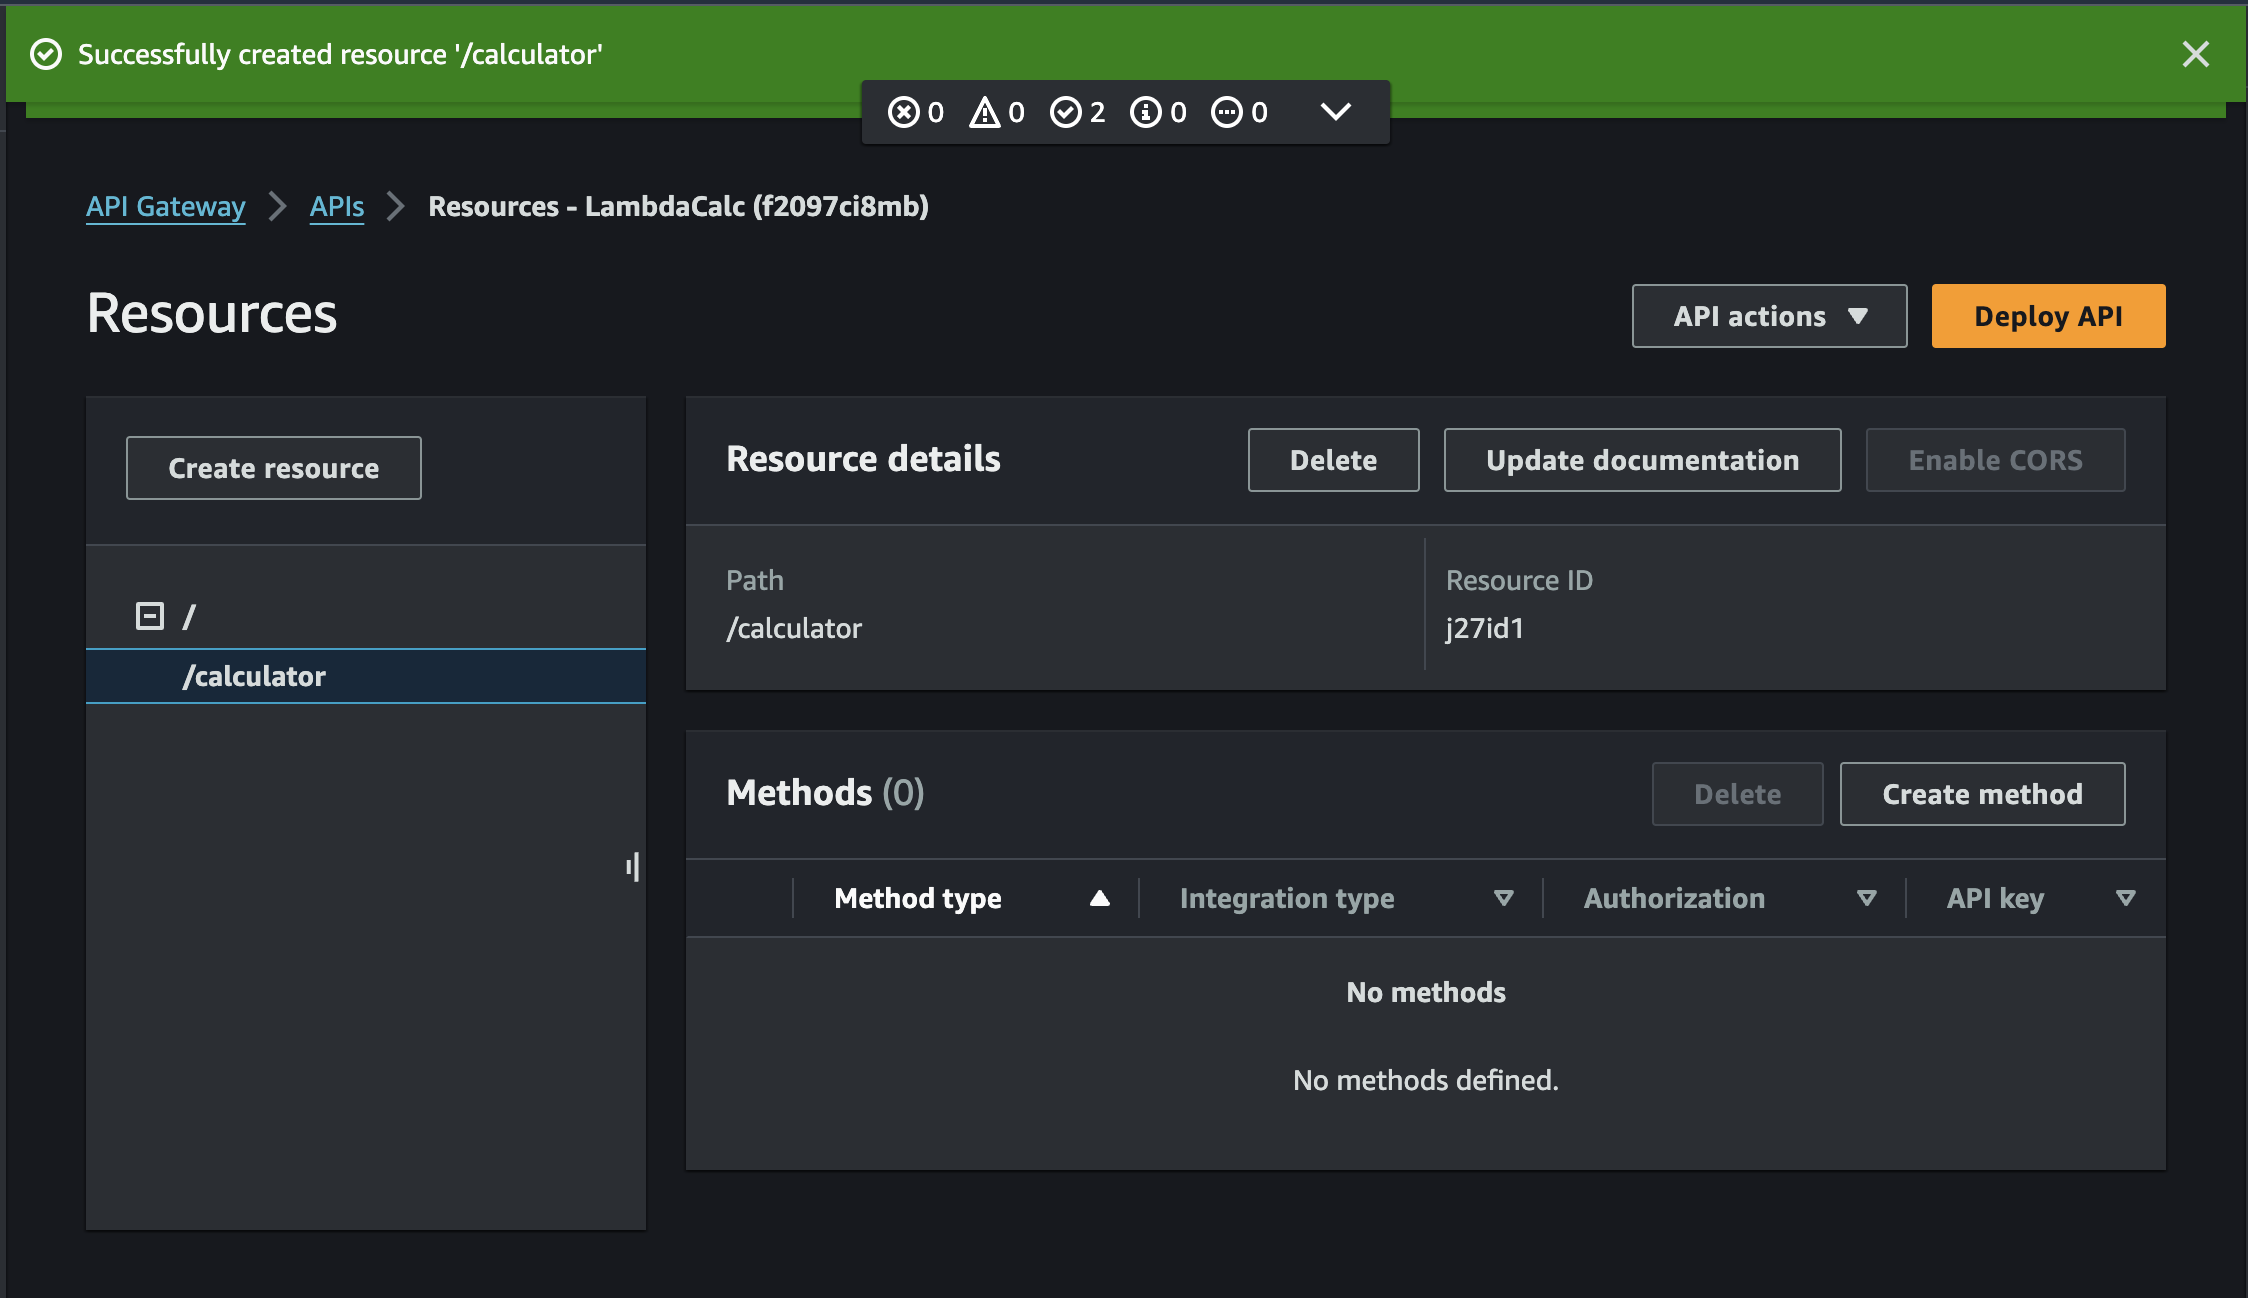 Successfully created resource '/calculator'
0 0 2 0 0
API Gateway APIs Resources - LambdaCalc (f2097ci8mb)
Resources
API actions Deploy API
Create resource
/
/calculator
Resource details Delete Update documentation Enable CORS
Path
/calculator
Resource ID
j27id1
Methods (0) Delete Create method
Method type Integration type Authorization API key
No methods
No methods defined.